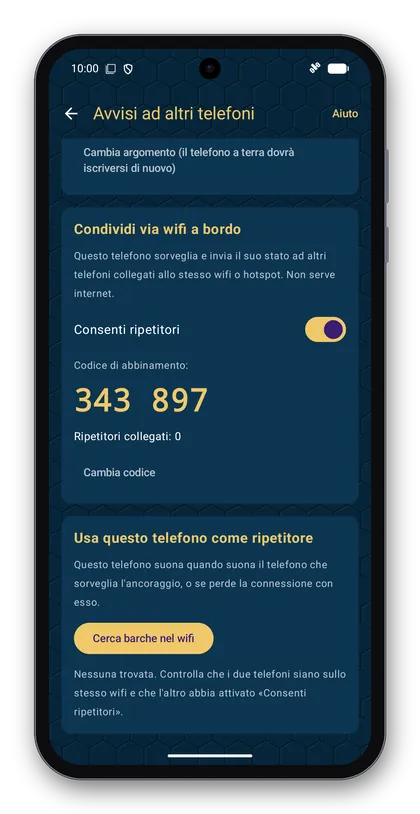 10:00
Avvisi ad altri telefoni
Aiuto
Cambia argomento (il telefono a terra dovrà
iscriversi di nuovo)
Condividi via wifi a bordo
Questo telefono sorveglia e invia il suo stato ad altri
telefoni collegati allo stesso wifi o hotspot. Non serve
internet.
Consenti ripetitori
Codice di abbinamento:
343 897
Ripetitori collegati: 0
Cambia codice
Usa questo telefono come ripetitore
Questo telefono suona quando suona il telefono che
sorveglia l'ancoraggio, o se perde la connessione con
esso.
Cerca barche nel wifi
Nessuna trovata. Controlla che i due telefoni siano sullo
stesso wifi e che l'altro abbia attivato «Consenti
ripetitori».